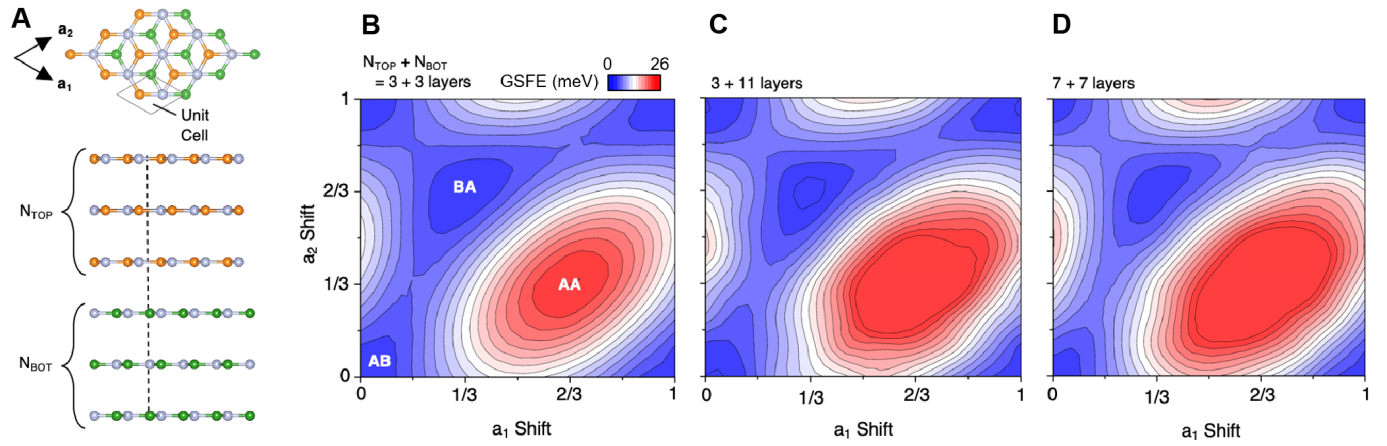 A
a2
a1
Unit
Cell
NTOP
NBOT
B
NTOP + NBOT
= 3 + 3 layers
GSFE (meV)
0 26
1
2/3
1/3
0
a2 Shift
BA
AA
AB
0 1/3 2/3 1
a1 Shift
C
3 + 11 layers
0 1/3 2/3 1
a1 Shift
D
7 + 7 layers
0 1/3 2/3 1
a1 Shift